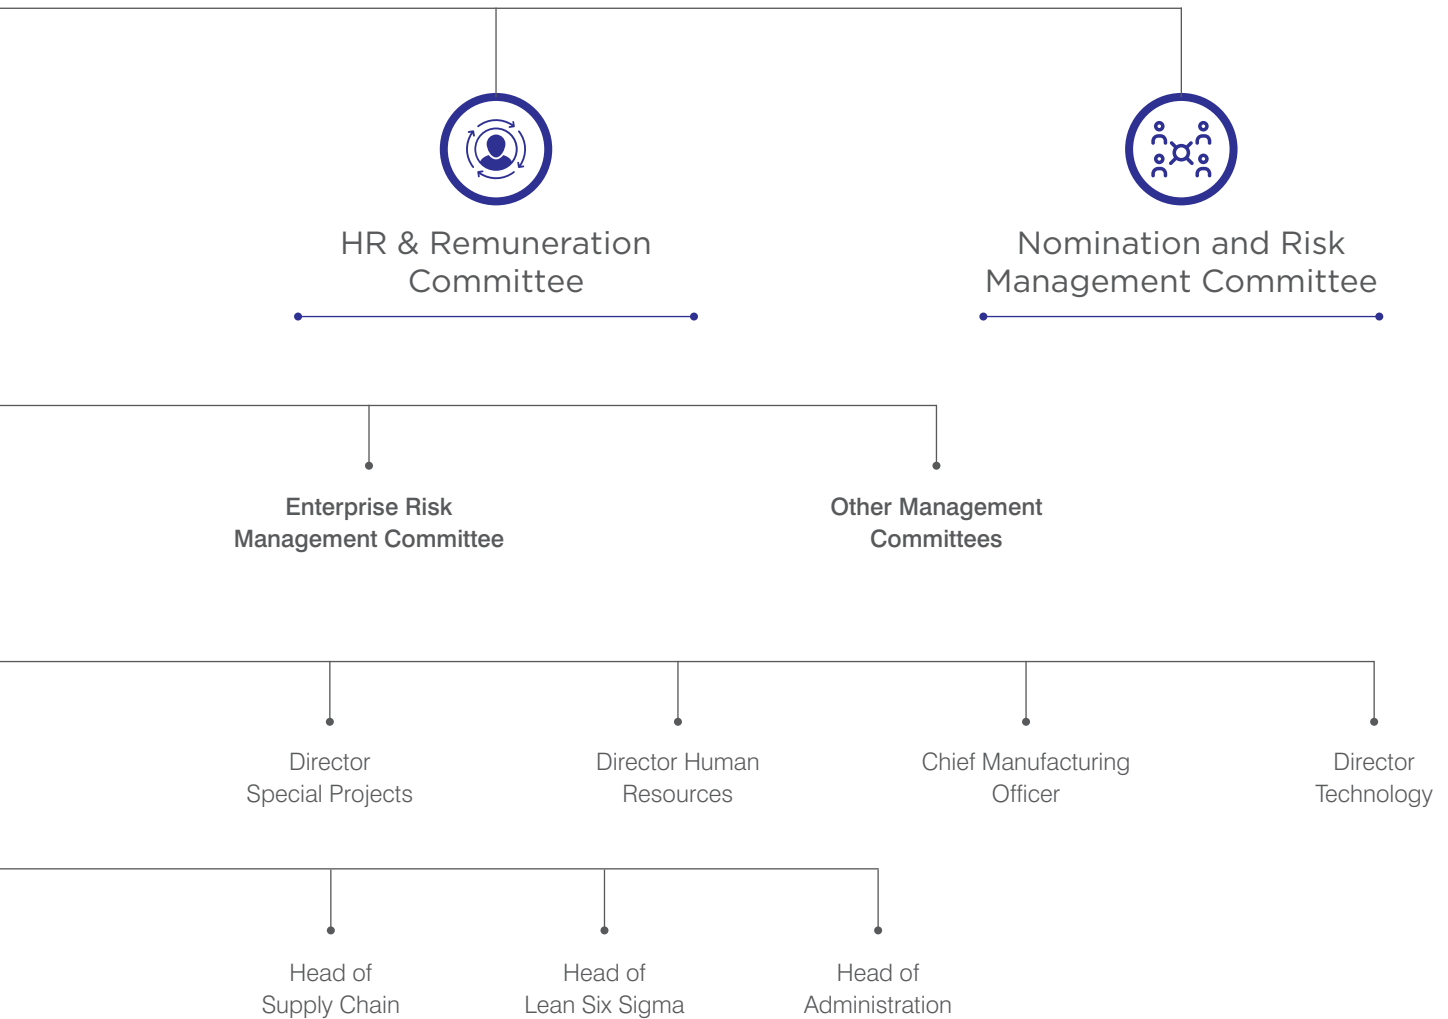 HR & Remuneration
Committee
Nomination and Risk
Management Committee
Enterprise Risk
Management Committee
Other Management
Committees
Director
Special Projects
Director Human
Resources
Chief Manufacturing
Officer
Director
Technology
Head of
Supply Chain
Head of
Lean Six Sigma
Head of
Administration